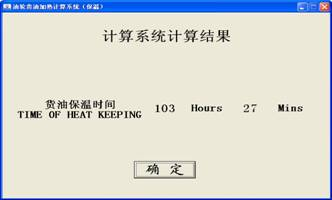 油轮货油加热计算系统（保温）
计算系统计算结果
货油保温时间 103 Hours 27 Mins
TIME OF HEAT KEEPING
确 定